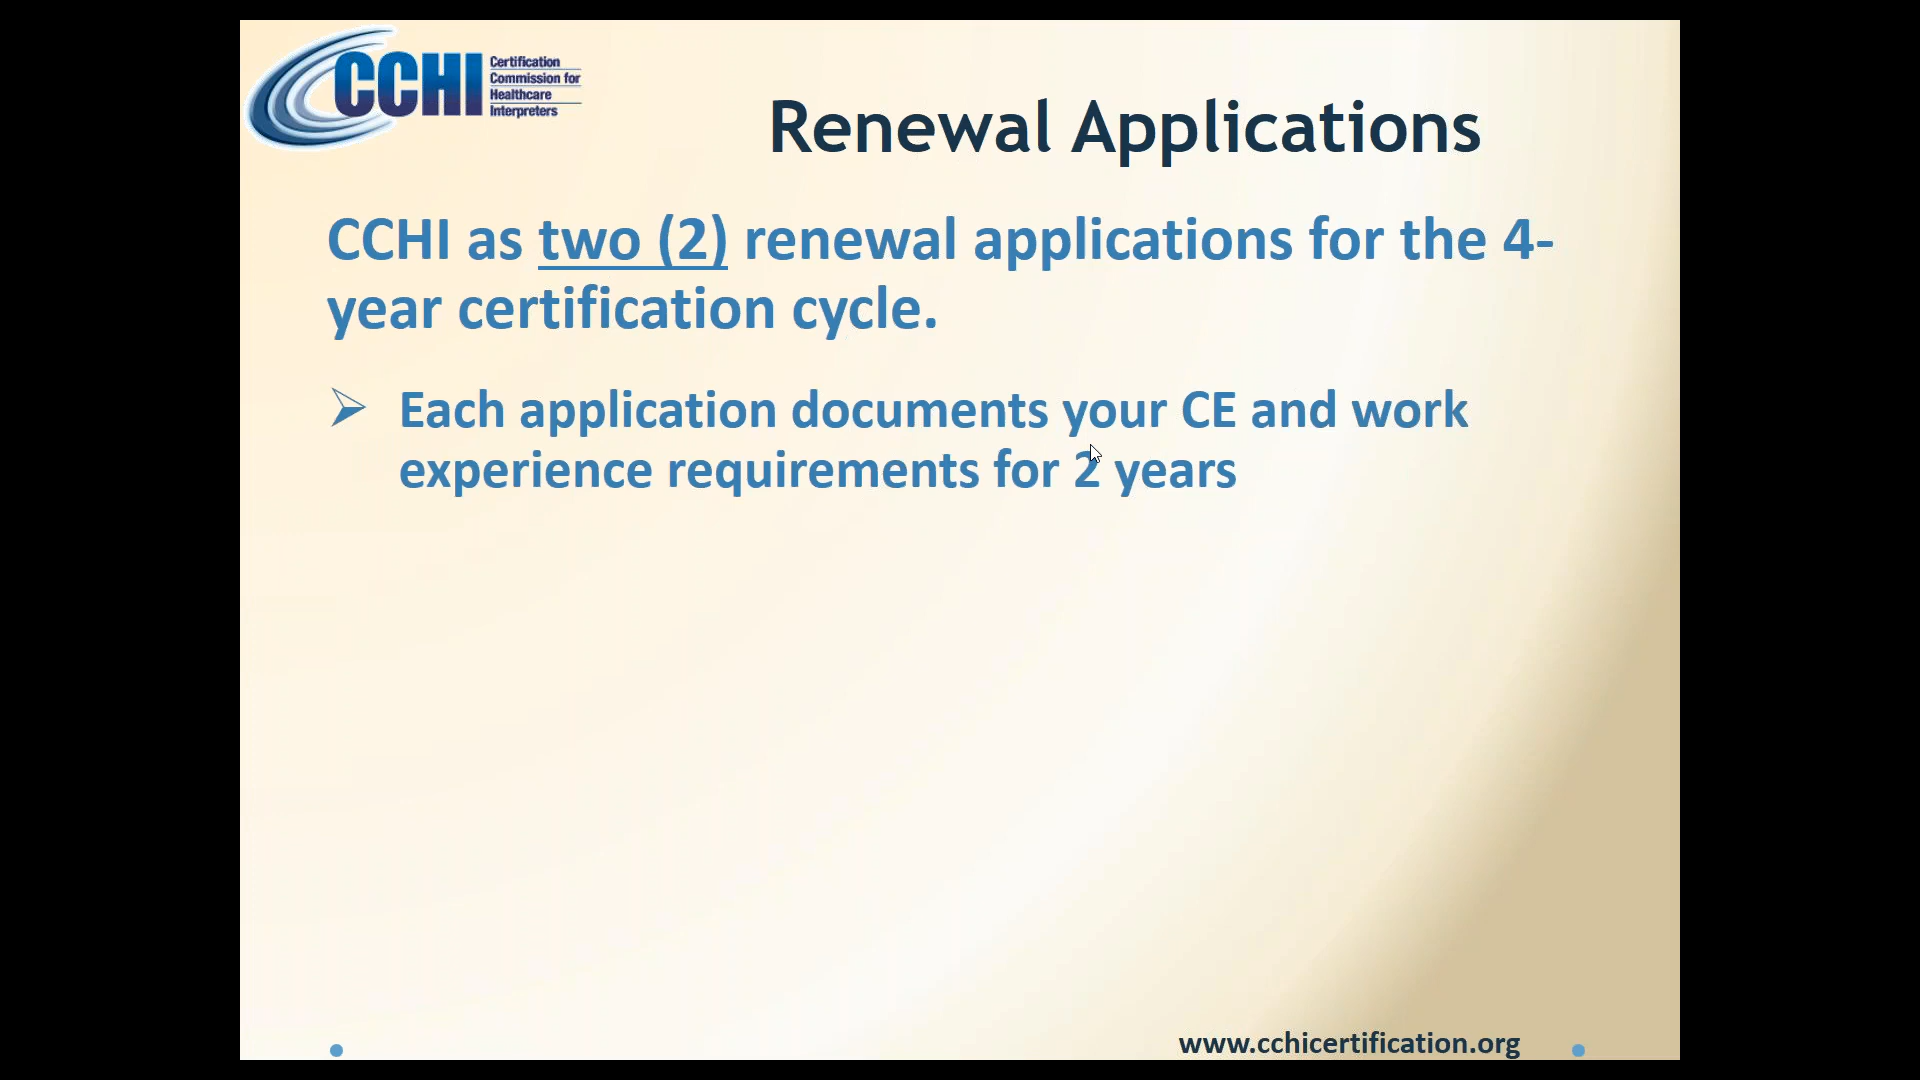 CCHI
Certification
Commission for
Healthcare
Interpreters
Renewal Applications
CCHI as two (2) renewal applications for the 4-
year certification cycle.
Each application documents your CE and work
experience requirements for 2 years
www.cchicertification.org